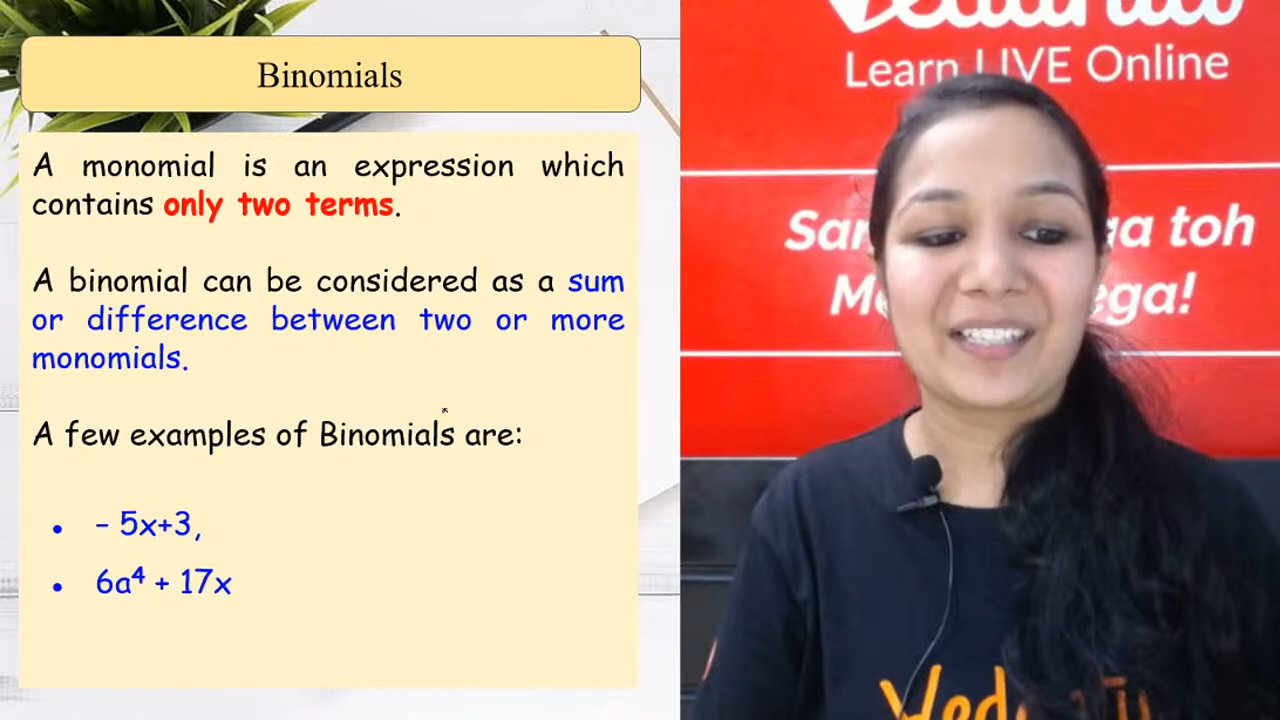 Binomials
A monomial is an expression which
contains only two terms.
A binomial can be considered as a sum
or difference between two or more
monomials.
A few examples of Binomials are:
• – 5x+3,
• 6a⁴ + 17x
Learn LIVE Online
toh